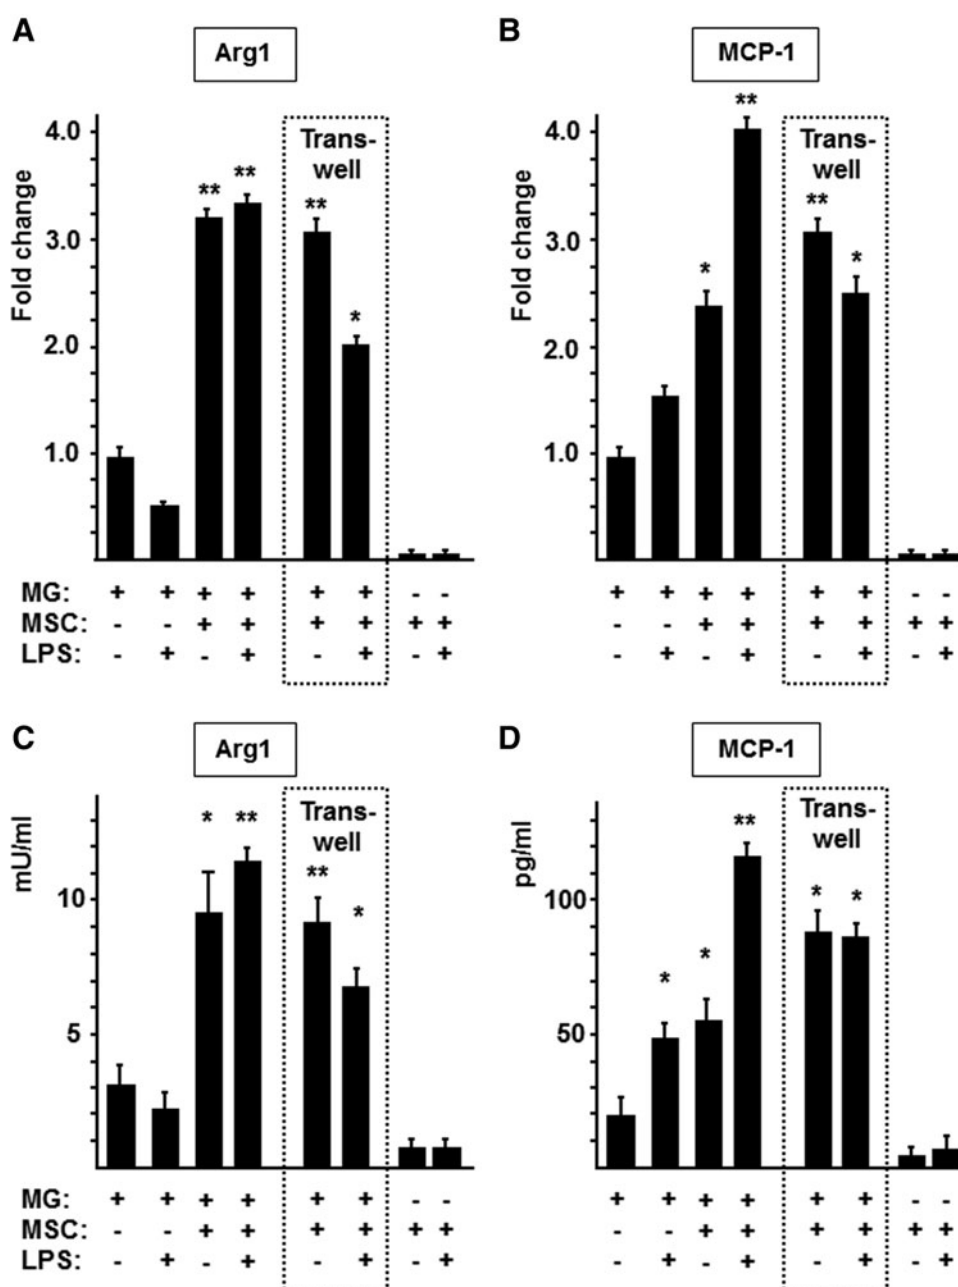 A
Arg1
Fold change
4.0
3.0
2.0
1.0
** ** ** *
Trans-
well
MG: + + + + + + - -
MSC: - - + + + + + +
LPS: - + - + - + - +
B
MCP-1
Fold change
4.0
3.0
2.0
1.0
* ** ** *
Trans-
well
+ + + + + + - -
- - + + + + + +
- + - + - + - +
C
Arg1
mU/ml
10
5
* ** ** *
Trans-
well
MG: + + + + + + - -
MSC: - - + + + + + +
LPS: - + - + - + - +
D
MCP-1
pg/ml
100
50
* * ** * *
Trans-
well
+ + + + + + - -
- - + + + + + +
- + - + - + - +